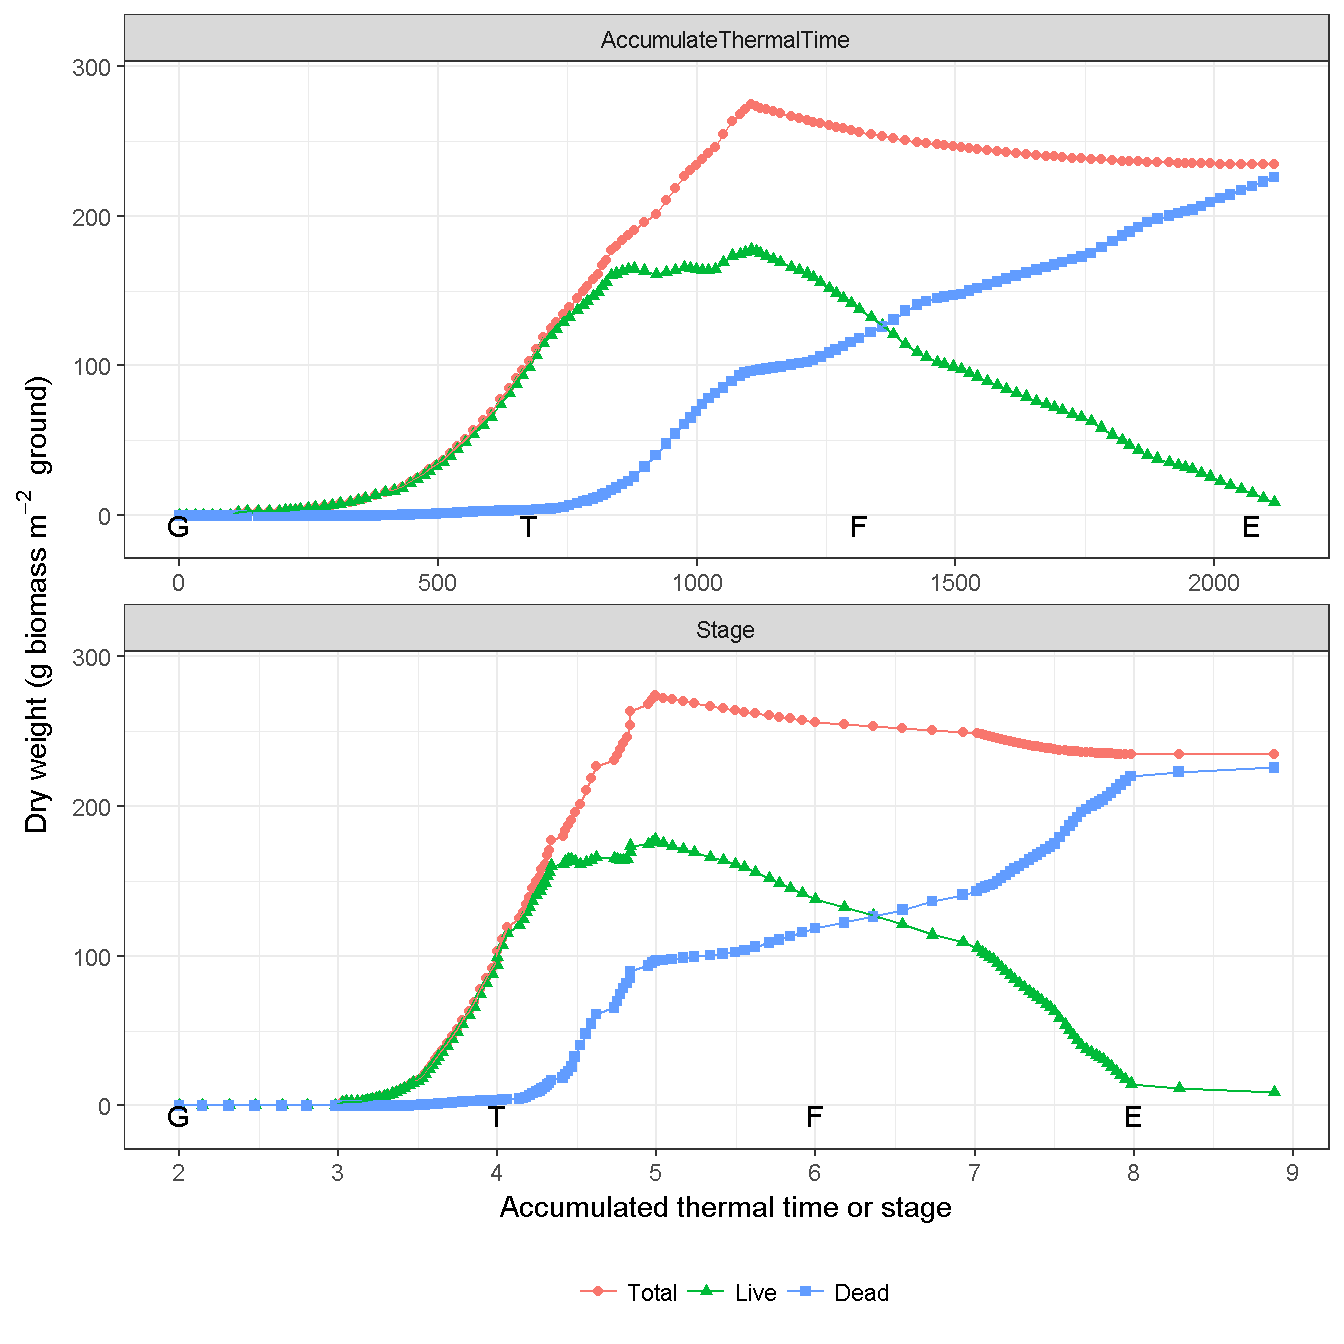 AccumulateThermalTime
300
200
100
0
G T F E
0 500 1000 1500 2000
Stage
300
200
100
0
G T F E
2 3 4 5 6 7 8 9
Dry weight (g biomass m⁻² ground)
Accumulated thermal time or stage
Total Live Dead